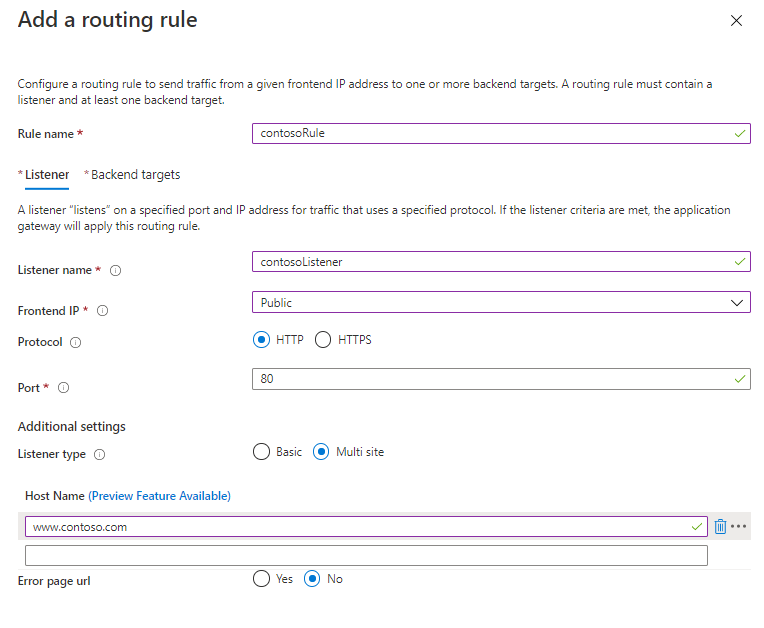 Add a routing rule
Configure a routing rule to send traffic from a given frontend IP address to one or more backend targets. A routing rule must contain a
listener and at least one backend target.
Rule name * contosoRule
* Listener * Backend targets
A listener "listens" on a specified port and IP address for traffic that uses a specified protocol. If the listener criteria are met, the application
gateway will apply this routing rule.
Listener name * contosoListener
Frontend IP * Public
Protocol HTTP HTTPS
Port * 80
Additional settings
Listener type Basic Multi site
Host Name (Preview Feature Available)
www.contoso.com
Error page url Yes No